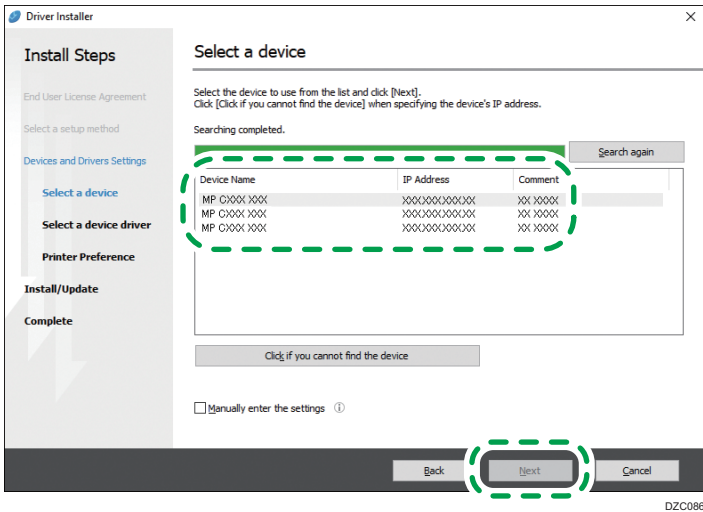 Driver Installer
Install Steps
End User License Agreement
Select a setup method
Devices and Drivers Settings
Select a device
Select a device driver
Printer Preference
Install/Update
Complete
Select a device
Select the device to use from the list and click [Next].
Click [Click if you cannot find the device] when specifying the device's IP address.
Searching completed.
Search again
Device Name IP Address Comment
MP CXXX XXX XXX.XXX.XXX.XX XX XXXX
MP CXXX XXX XXX.XXX.XXX.XX XX XXXX
MP CXXX XXX XXX.XXX.XXX.XX XX XXXX
Click if you cannot find the device
Manually enter the settings
Back Next Cancel
DZC086